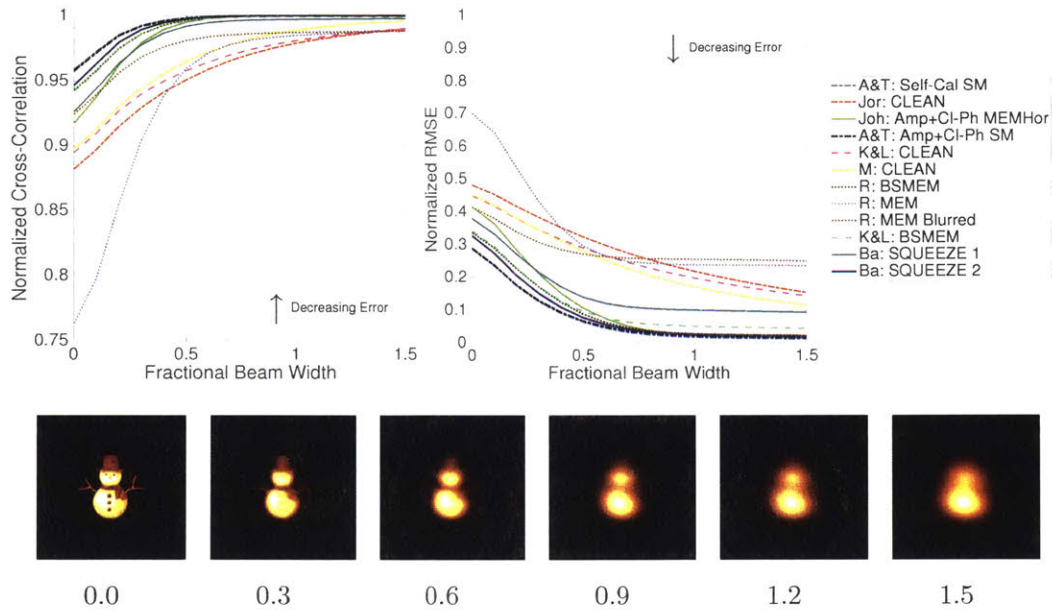 1
0.95
0.9
0.85
0.8
0.75
Normalized Cross-Correlation
0
0.5
1
1.5
Fractional Beam Width
↑ Decreasing Error
1
0.9
0.8
0.7
0.6
0.5
0.4
0.3
0.2
0.1
0
Normalized RMSE
0
0.5
1
1.5
Fractional Beam Width
↓ Decreasing Error
A&T: Self-Cal SM
Jor: CLEAN
Joh: Amp+Cl-Ph MEMHor
A&T: Amp+Cl-Ph SM
K&L: CLEAN
M: CLEAN
R: BSMEM
R: MEM
R: MEM Blurred
K&L: BSMEM
Ba: SQUEEZE 1
Ba: SQUEEZE 2
0.0
0.3
0.6
0.9
1.2
1.5